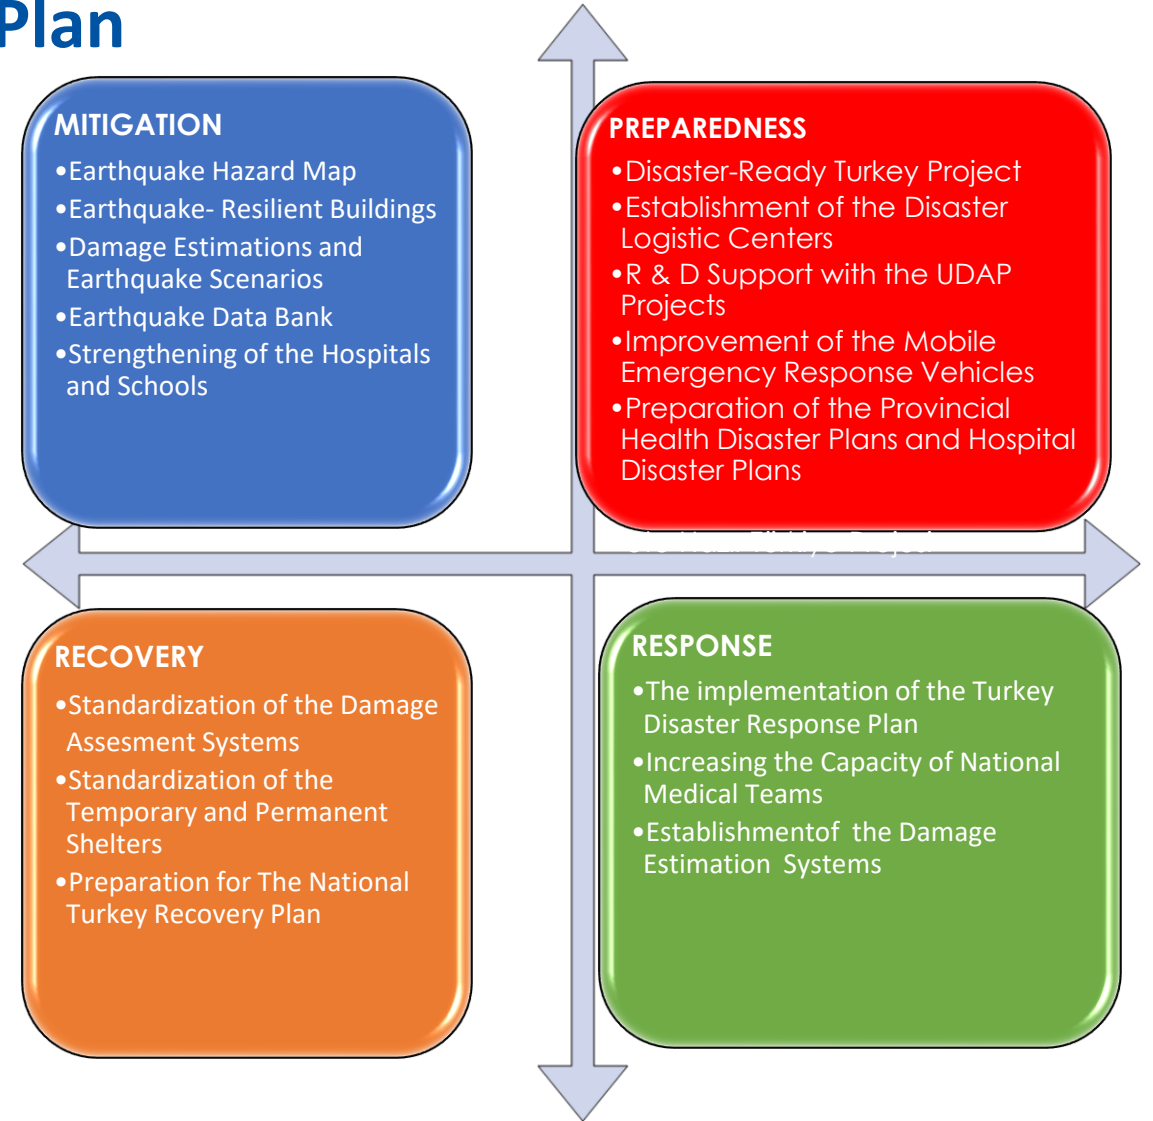 Plan
MITIGATION
•Earthquake Hazard Map
•Earthquake- Resilient Buildings
•Damage Estimations and
Earthquake Scenarios
•Earthquake Data Bank
•Strengthening of the Hospitals
and Schools
PREPAREDNESS
•Disaster-Ready Turkey Project
•Establishment of the Disaster
Logistic Centers
•R & D Support with the UDAP
Projects
•Improvement of the Mobile
Emergency Response Vehicles
•Preparation of the Provincial
Health Disaster Plans and Hospital
Disaster Plans
RECOVERY
•Standardization of the Damage
Assesment Systems
•Standardization of the
Temporary and Permanent
Shelters
•Preparation for The National
Turkey Recovery Plan
RESPONSE
•The implementation of the Turkey
Disaster Response Plan
•Increasing the Capacity of National
Medical Teams
•Establishmentof  the Damage
Estimation  Systems